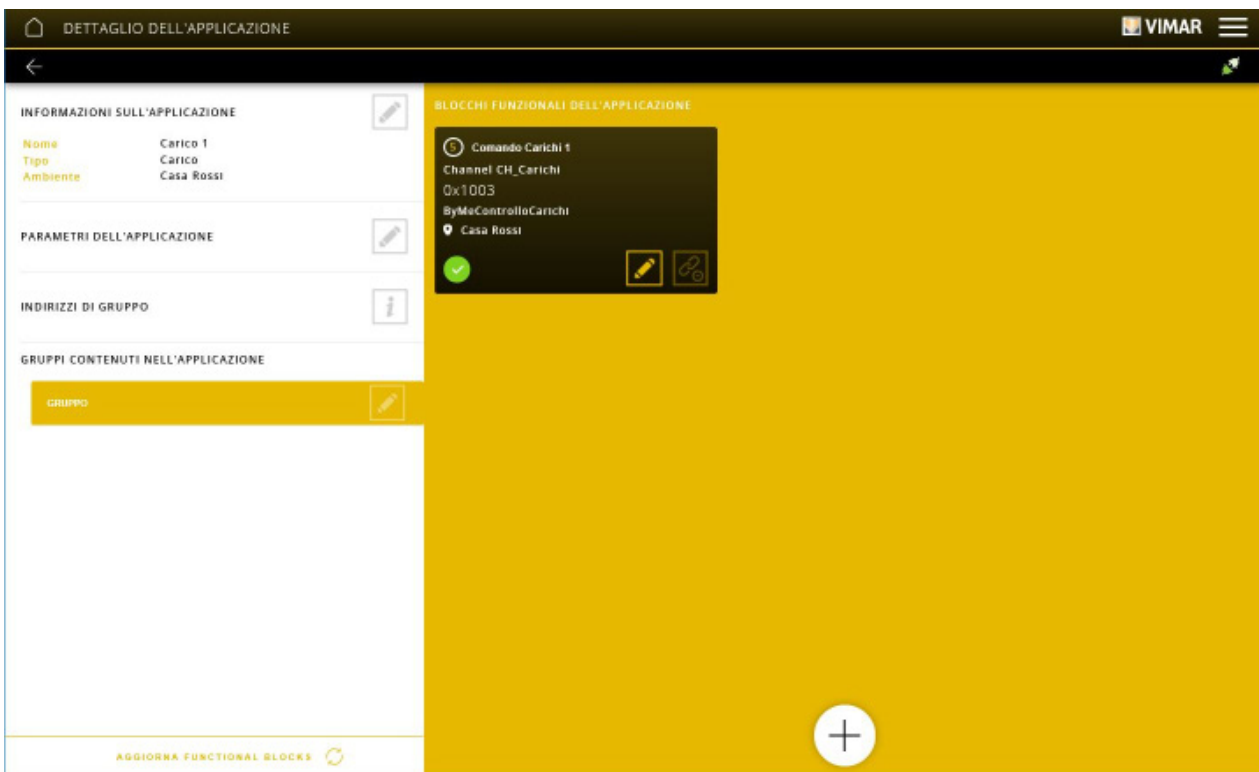 DETTAGLIO DELL'APPLICAZIONE
VIMAR
INFORMAZIONI SULL'APPLICAZIONE
Nome Carico 1
Tipo Carico
Ambiente Casa Rossi
PARAMETRI DELL'APPLICAZIONE
INDIRIZZI DI GRUPPO
i
GRUPPI CONTENUTI NELL'APPLICAZIONE
GRUPPO
AGGIORNA FUNCTIONAL BLOCKS
BLOCCHI FUNZIONALI DELL'APPLICAZIONE
5 Comando Carichi 1
Channel CH_Carichi
0x1003
ByMeControlloCarichi
Casa Rossi